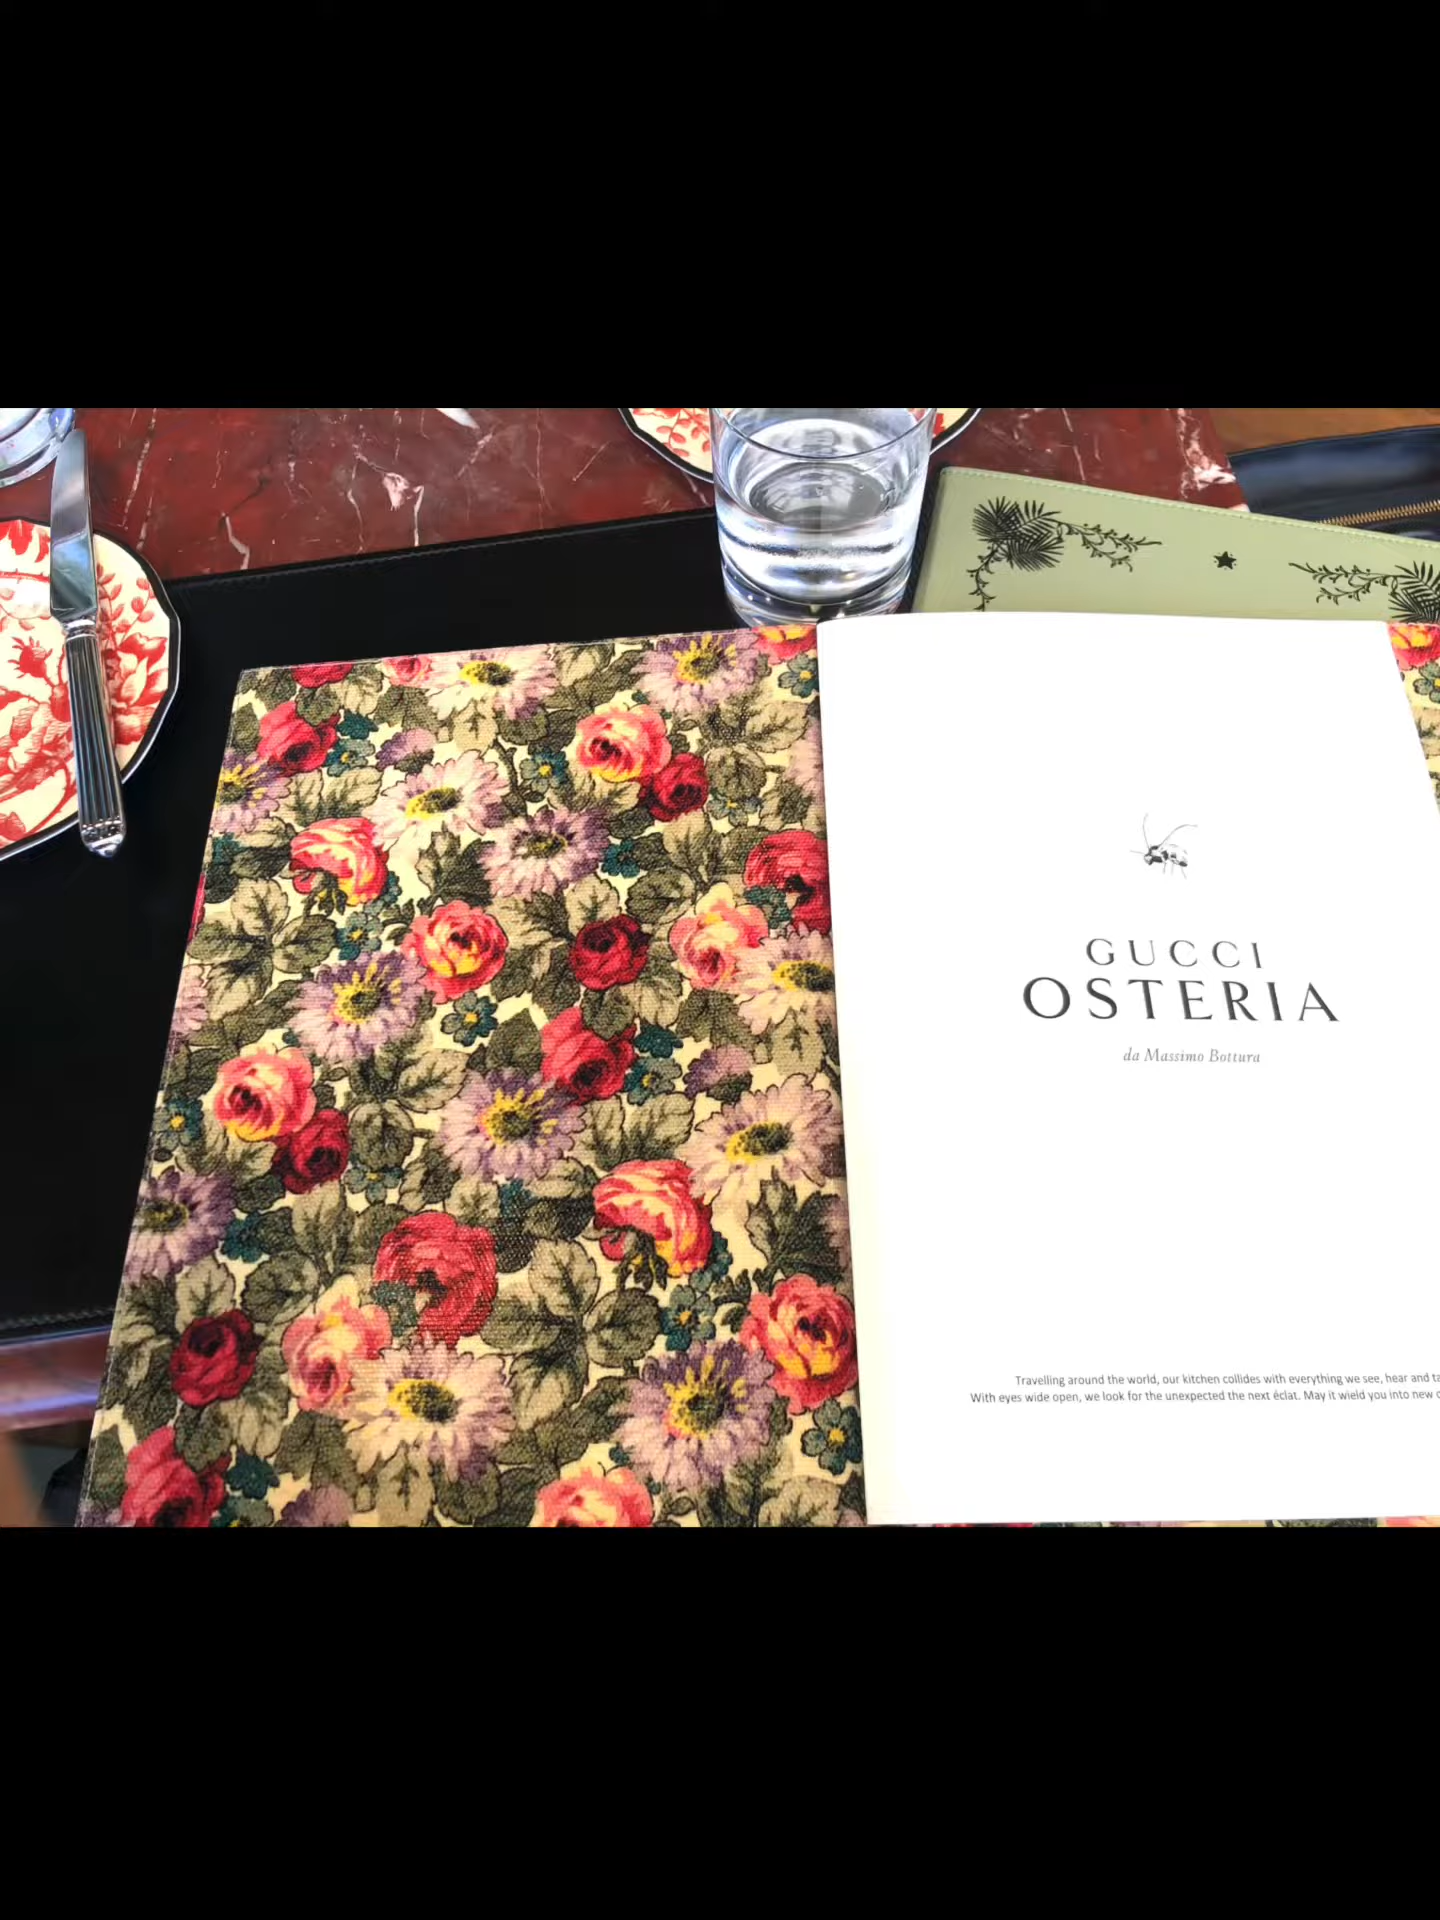 GUCCI
OSTERIA
da Massimo Bottura
Travelling around the world, our kitchen collides with everything we see, hear and
With eyes wide open, we look for the unexpected the next éclat. May it wield you into new